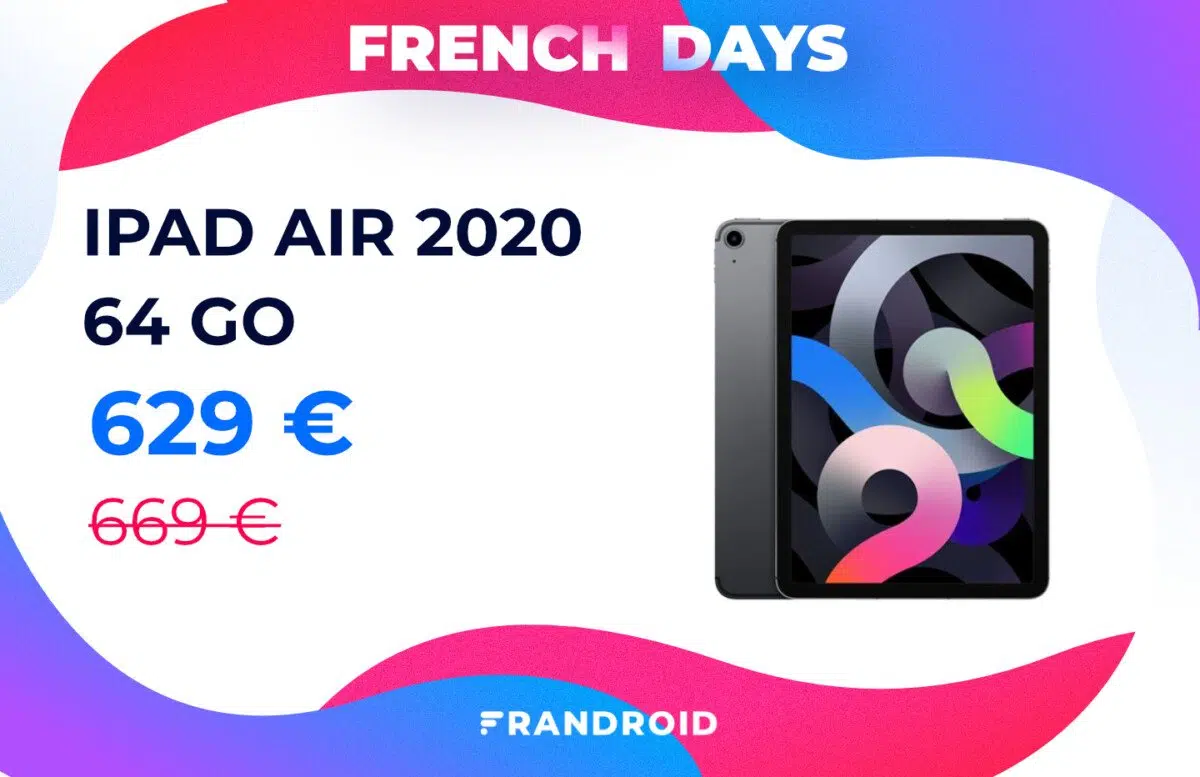 FRENCH DAYS
IPAD AIR 2020
64 GO
629 €
669 €
FRANDROID